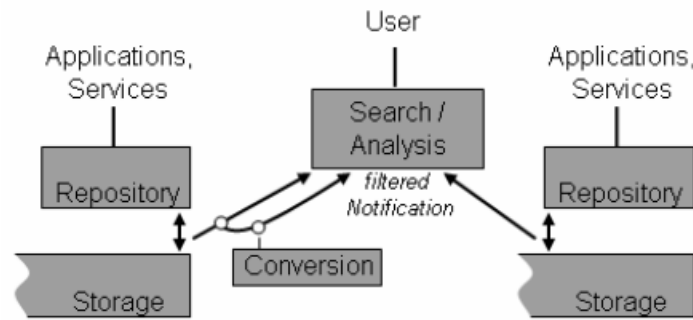 User
Applications,
Services
Applications,
Services
Search /
Analysis
Repository
filtered
Notification
Repository
Conversion
Storage
Storage